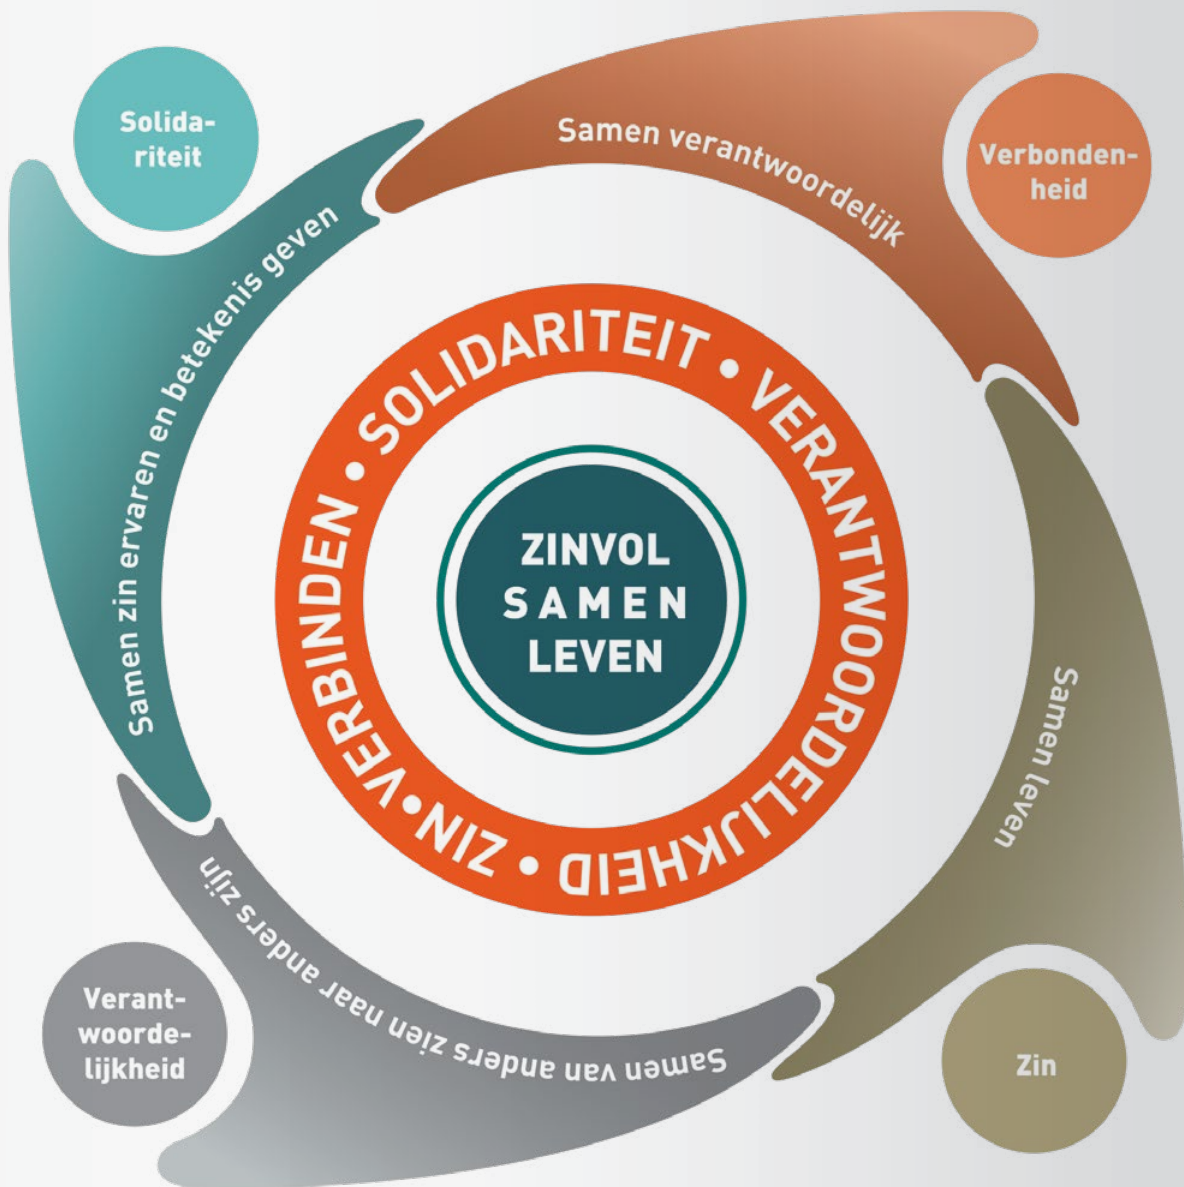 Solida-
riteit
Samen verantwoordelijk
Verbonden-
heid
Samen zin ervaren en betekenis geven
SOLIDARITEIT • VERANTWOORDELIJKHEID • ZIN • VERBINDEN •
ZINVOL
SAMEN
LEVEN
Samen leven
Samen van anders zien naar anders zijn
Verant-
woorde-
lijkheid
Zin